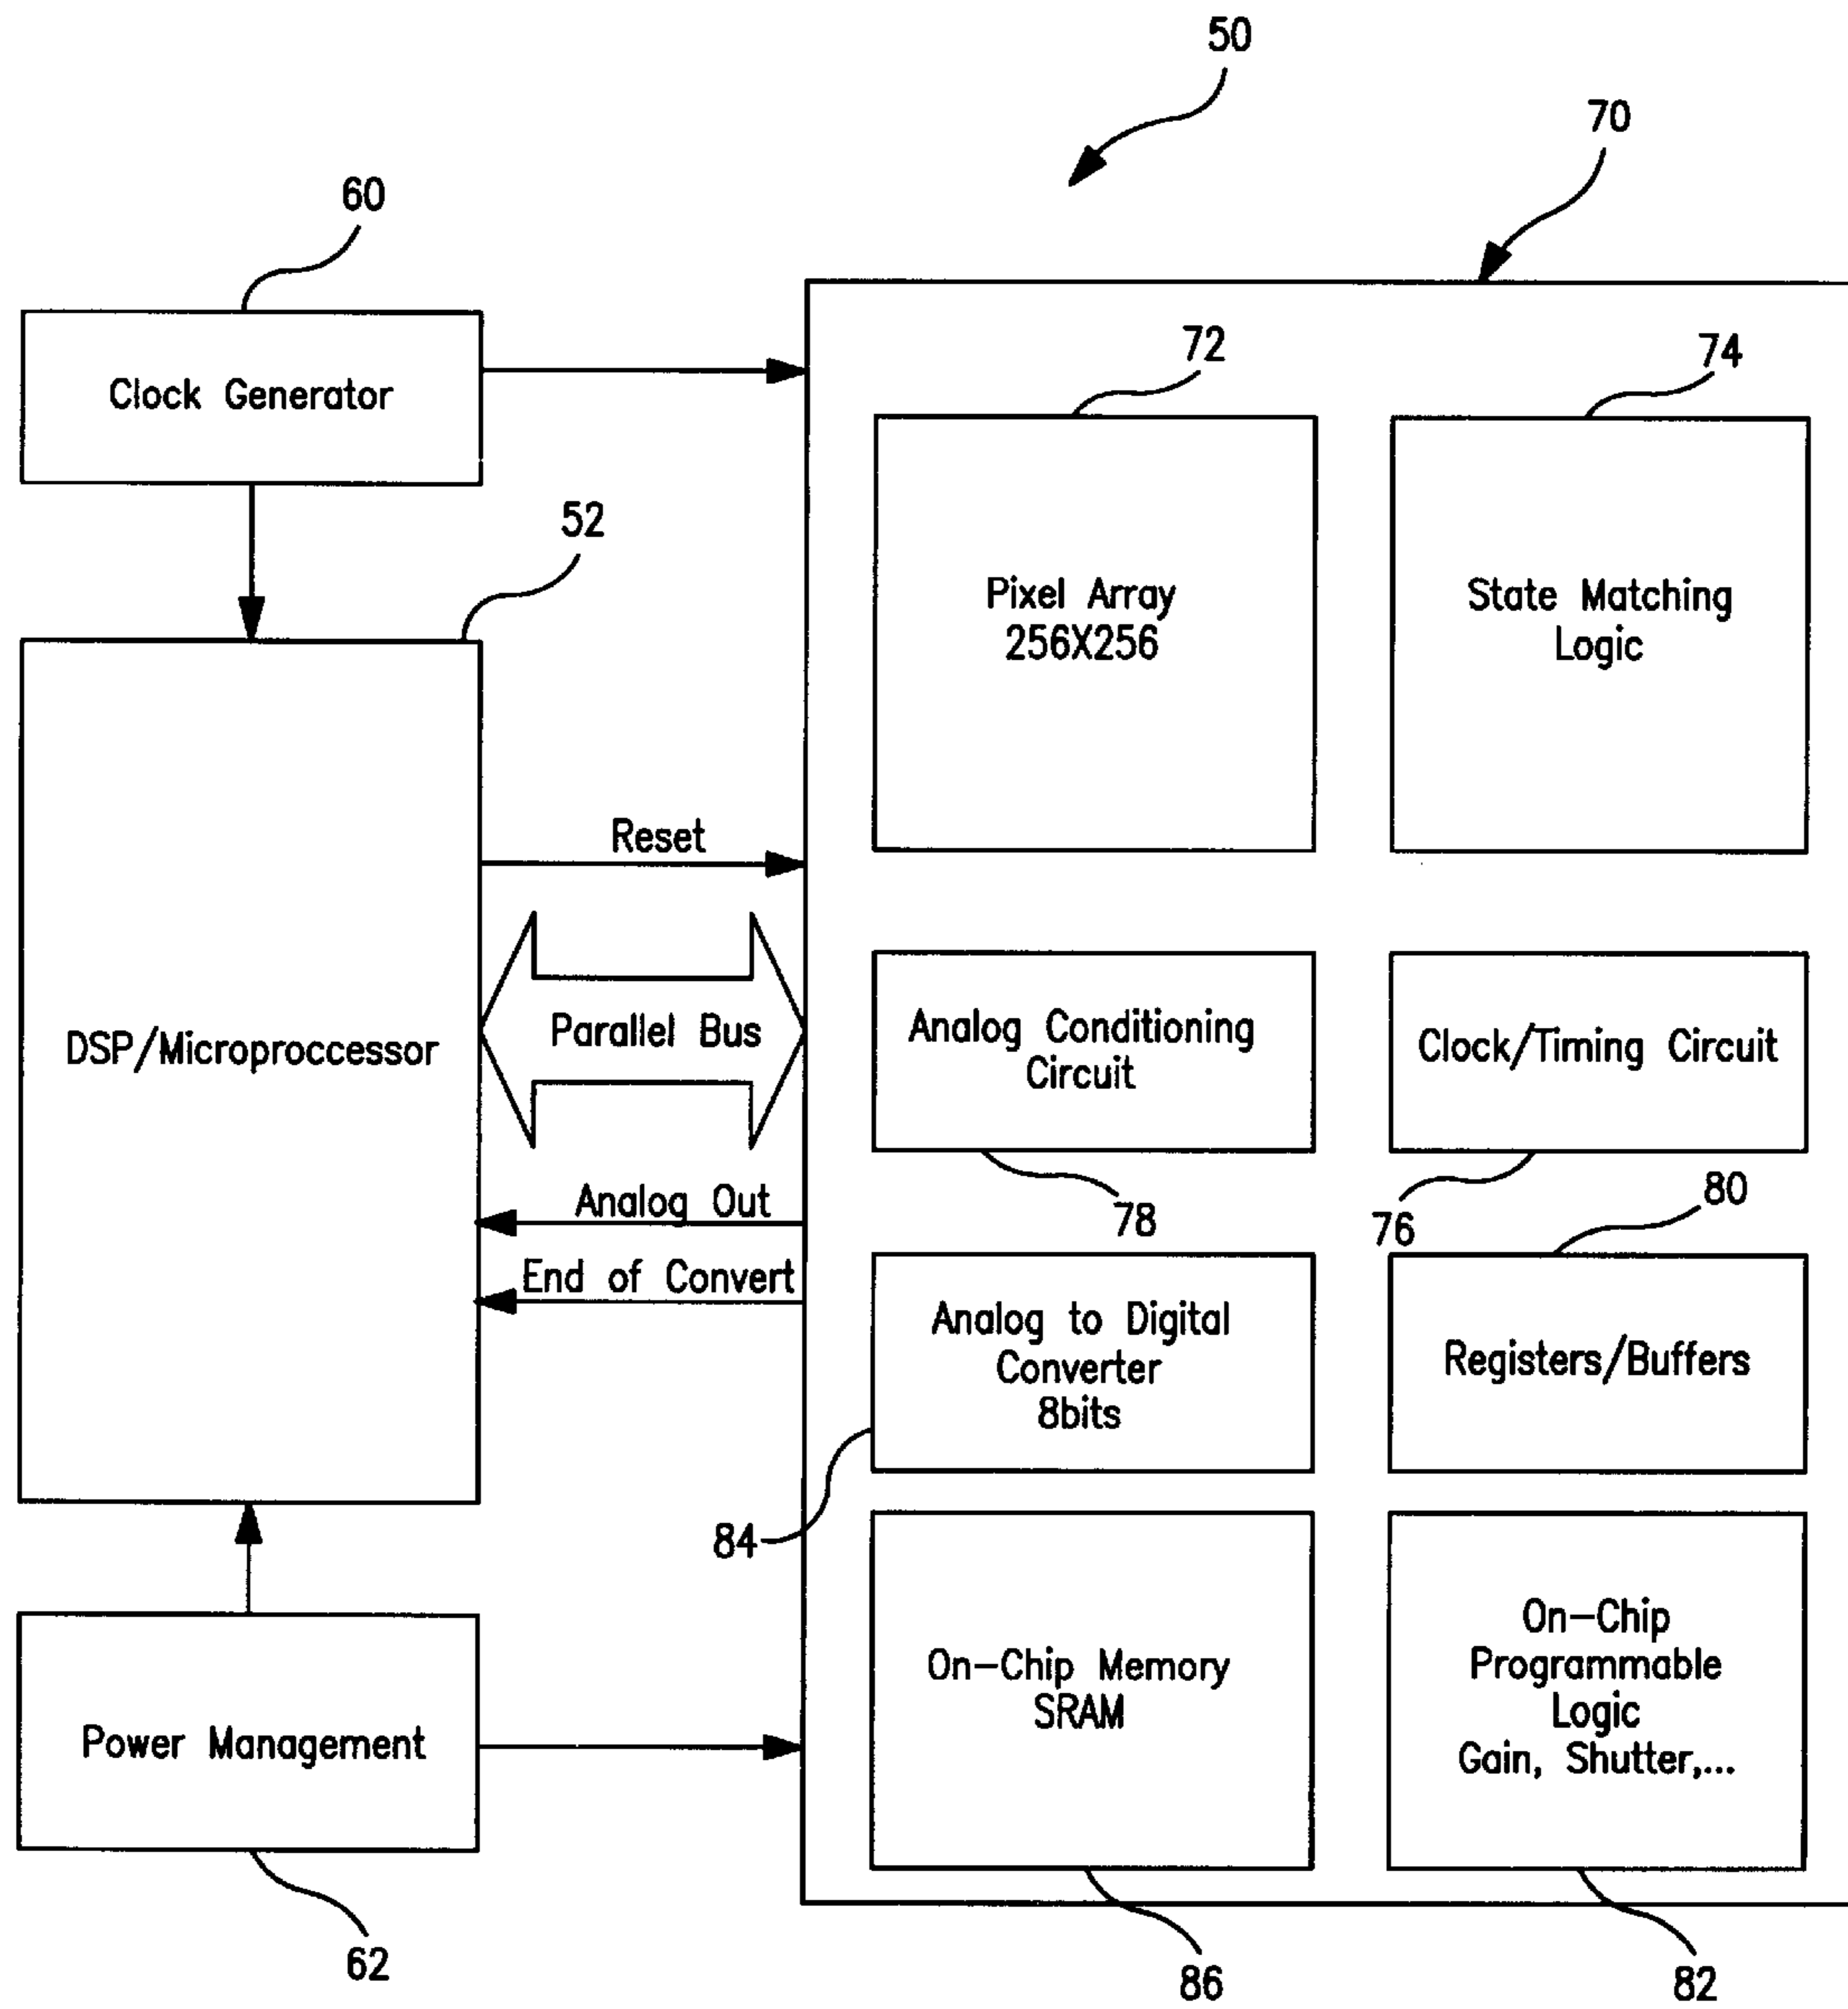 50
70
60
Clock Generator
72
74
52
Pixel Array
256X256
State Matching
Logic
Reset
DSP/Microproccessor
Parallel Bus
Analog Conditioning
Circuit
Clock/Timing Circuit
78
76
80
Analog Out
End of Convert
Analog to Digital
Converter
8bits
Registers/Buffers
84
Power Management
On-Chip Memory
SRAM
On-Chip
Programmable
Logic
Gain, Shutter,...
62
86
82